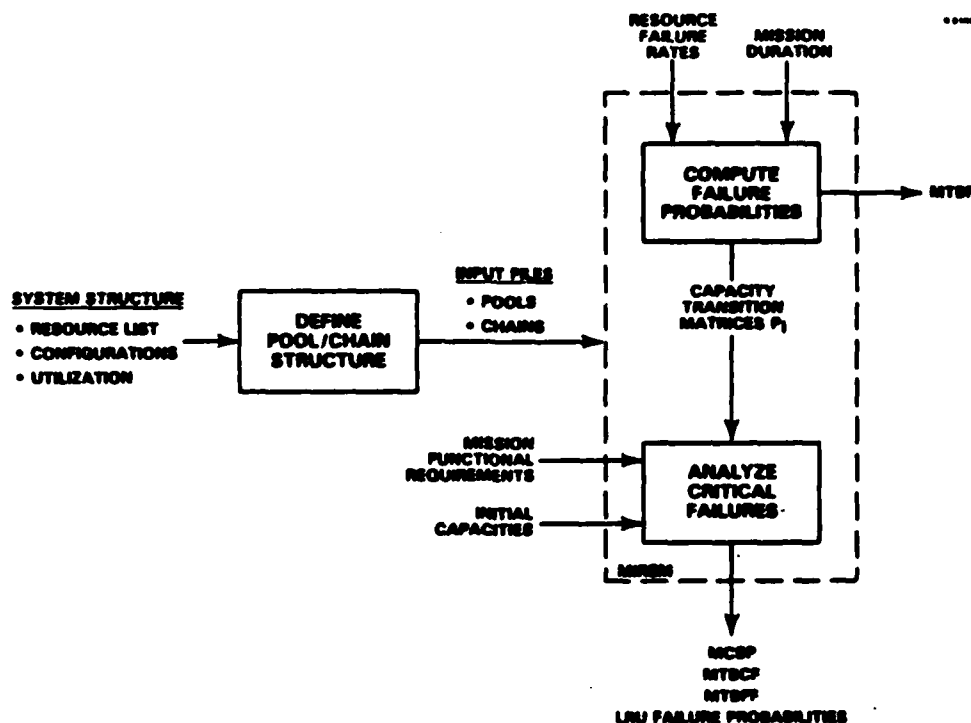 RESOURCE
FAILURE
RATES
MISSION
DURATION
COMPUTE
FAILURE
PROBABILITIES
MTBF
CAPACITY
TRANSITION
MATRICES Pj
SYSTEM STRUCTURE
• RESOURCE LIST
• CONFIGURATIONS
• UTILIZATION
DEFINE
POOL/CHAIN
STRUCTURE
INPUT FILES
• POOLS
• CHAINS
MISSION
FUNCTIONAL
REQUIREMENTS
INITIAL
CAPACITIES
ANALYZE
CRITICAL
FAILURES
MIREM
MCSP
MTBCF
MTBFF
LRU FAILURE PROBABILITIES